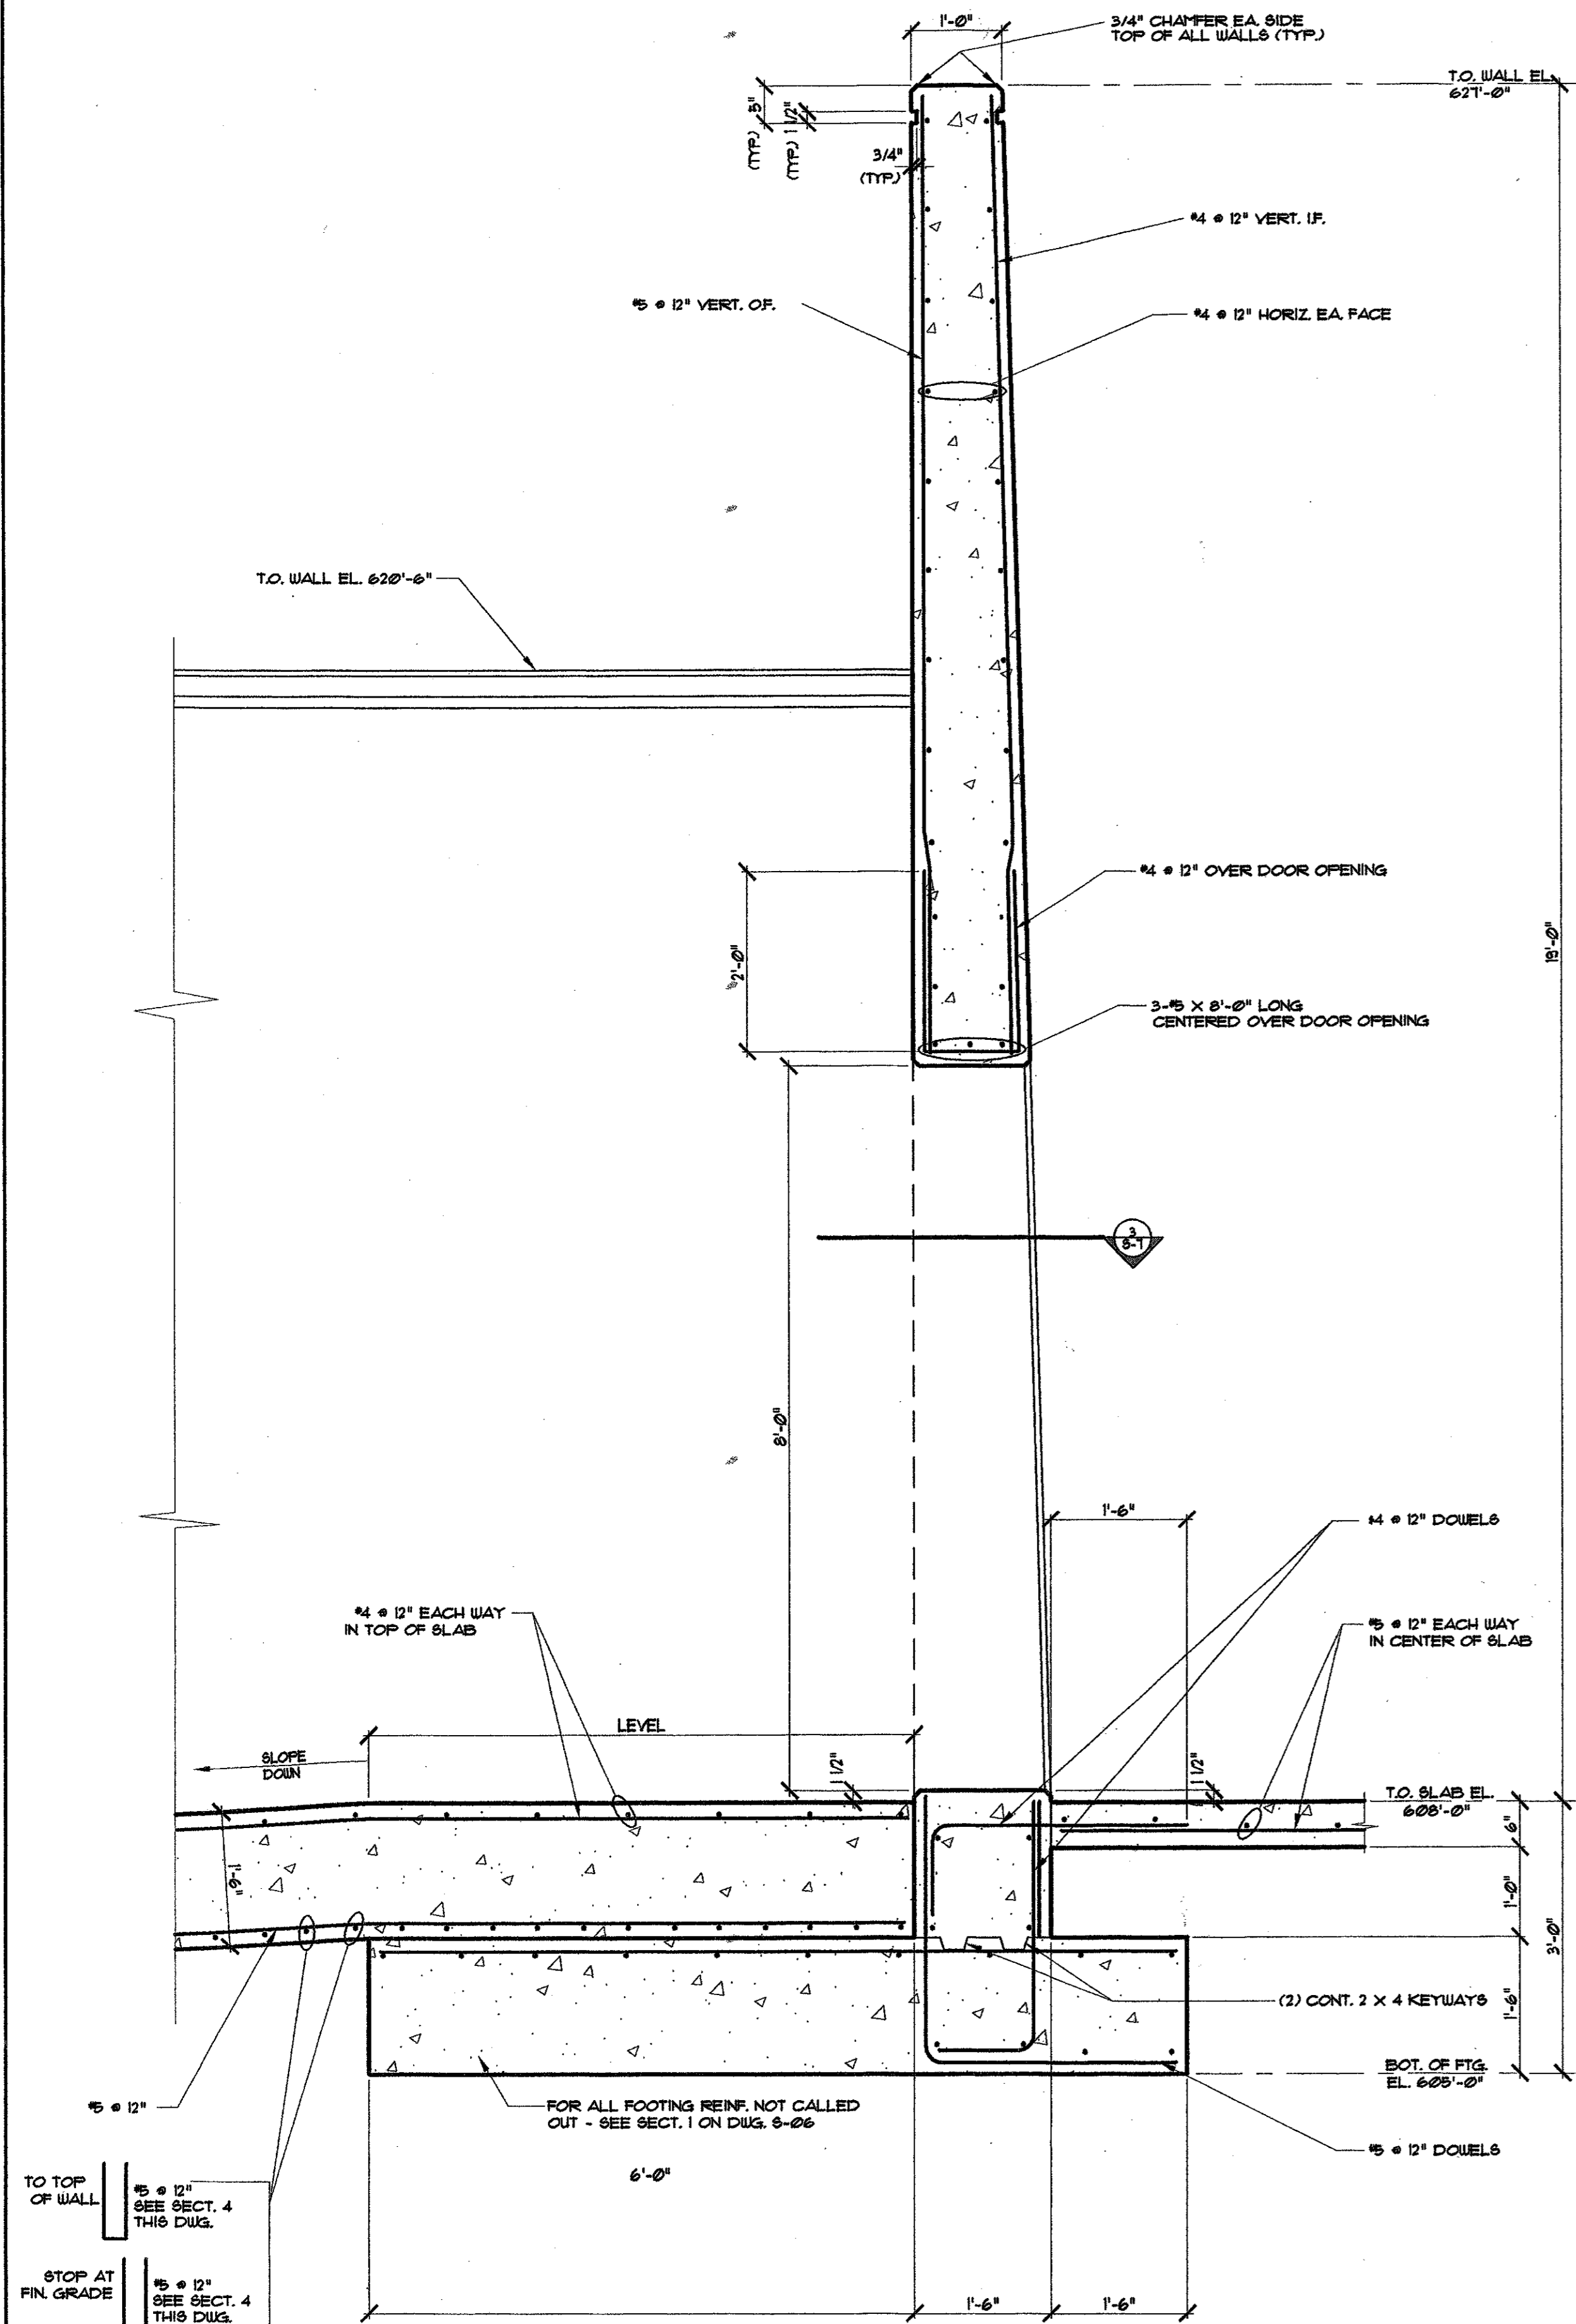 1'-0"
3/4" CHAMFER EA. SIDE
TOP OF ALL WALLS (TYP.)
T.O. WALL EL.
627'-0"
5"
(TYP.)
1 1/2"
(TYP.)
3/4"
(TYP.)
#4 @ 12" VERT. I.F.
#5 @ 12" VERT. O.F.
#4 @ 12" HORIZ. EA. FACE
T.O. WALL EL. 620'-6"
#4 @ 12" OVER DOOR OPENING
2'-0"
19'-0"
3-#5 X 8'-0" LONG
CENTERED OVER DOOR OPENING
3
S-7
8'-0"
1'-6"
#4 @ 12" DOWELS
#4 @ 12" EACH WAY
IN TOP OF SLAB
#5 @ 12" EACH WAY
IN CENTER OF SLAB
LEVEL
SLOPE
DOWN
1 1/2"
1 1/2"
T.O. SLAB EL.
608'-0"
6"
1'-6"
1'-0"
3'-0"
(2) CONT. 2 X 4 KEYWAYS
1'-6"
BOT. OF FTG.
EL. 605'-0"
#5 @ 12"
FOR ALL FOOTING REINF. NOT CALLED
OUT - SEE SECT. 1 ON DWG. S-06
#5 @ 12" DOWELS
6'-0"
TO TOP
OF WALL
#5 @ 12"
SEE SECT. 4
THIS DWG.
STOP AT
FIN. GRADE
#5 @ 12"
SEE SECT. 4
THIS DWG.
1'-6"
1'-6"